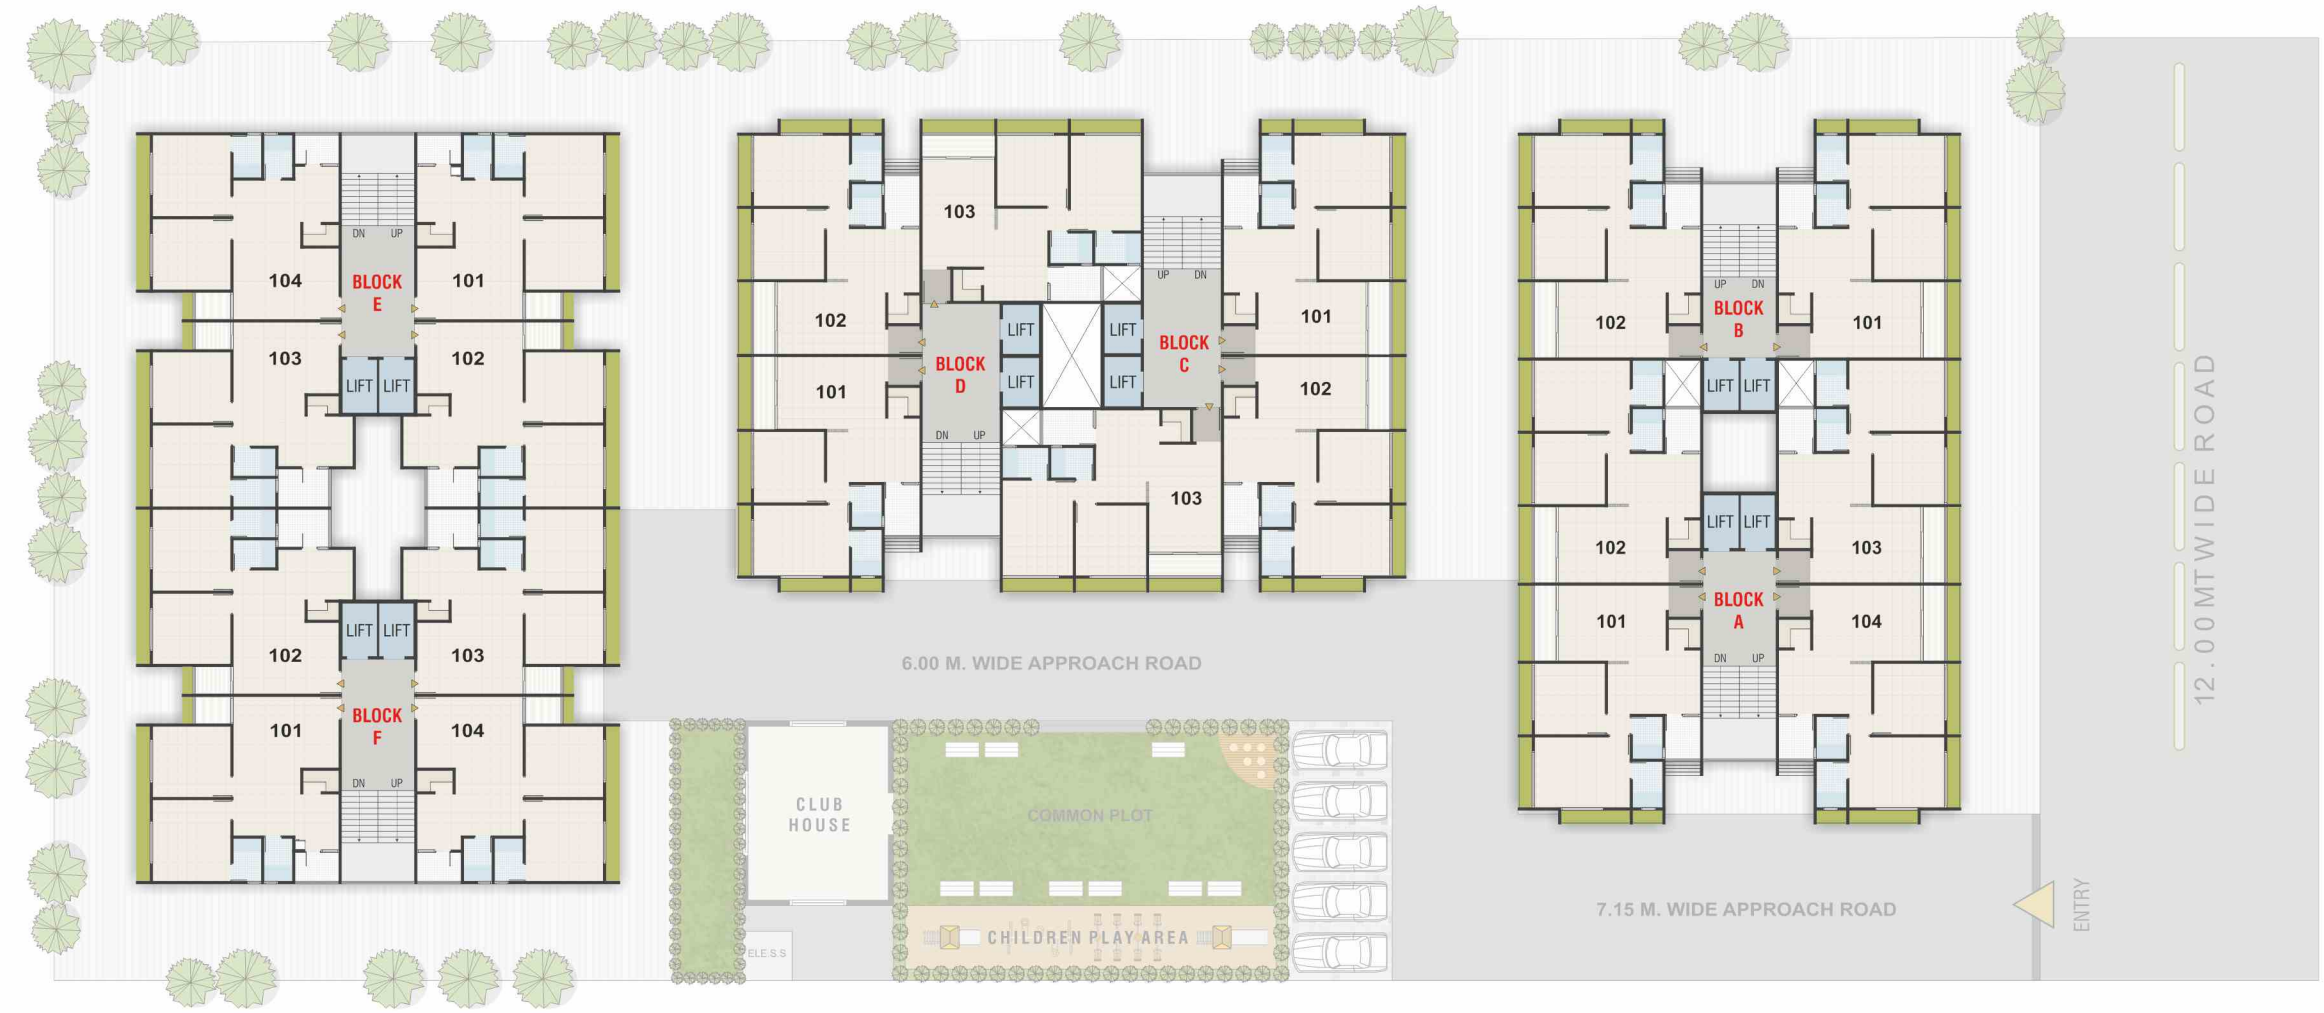 DN UP
104
BLOCK
E
101
103
102
LIFT LIFT
LIFT LIFT
102
103
BLOCK
F
101
104
DN UP
103
UP DN
102
LIFT
LIFT
BLOCK
C
101
BLOCK
D
101
LIFT
LIFT
102
DN UP
103
UP DN
102
BLOCK
B
101
LIFT LIFT
LIFT LIFT
102
103
BLOCK
A
101
104
DN UP
6.00 M. WIDE APPROACH ROAD
CLUB
HOUSE
COMMON PLOT
CHILDREN PLAY AREA
ELE.S.S
7.15 M. WIDE APPROACH ROAD
ENTRY
12.00MTWIDE ROAD